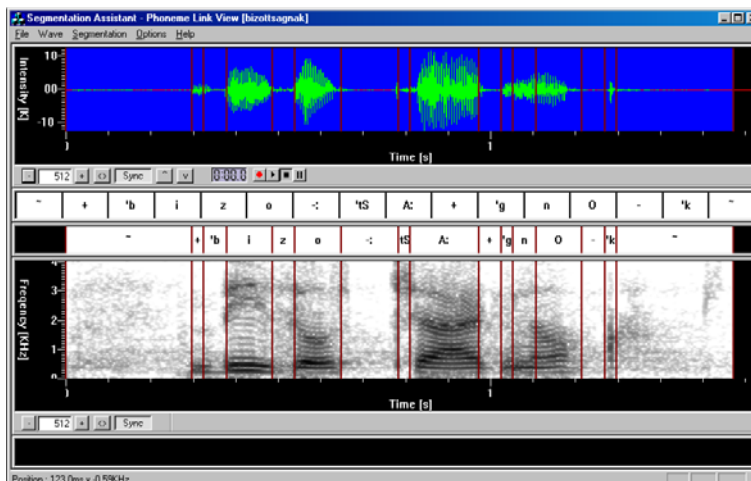 Segmentation Assistant - Phoneme Link View [bizottsagnak]
File Wave Segmentation Options Help
Intensity [K]
10
00
-10
) 1
Time [s]
- 512 + Sync ^ v 0:00.0
~ + 'b i z o -: 'tS A: + 'g n O - 'k ~
~ + 'b i z o -: tS A: + 'g n O - 'k ~
Freqency [KHz]
4
3
2
1
0
) 1
Time [s]
- 512 + Sync
Position : 123.0ms x -0.59KHz